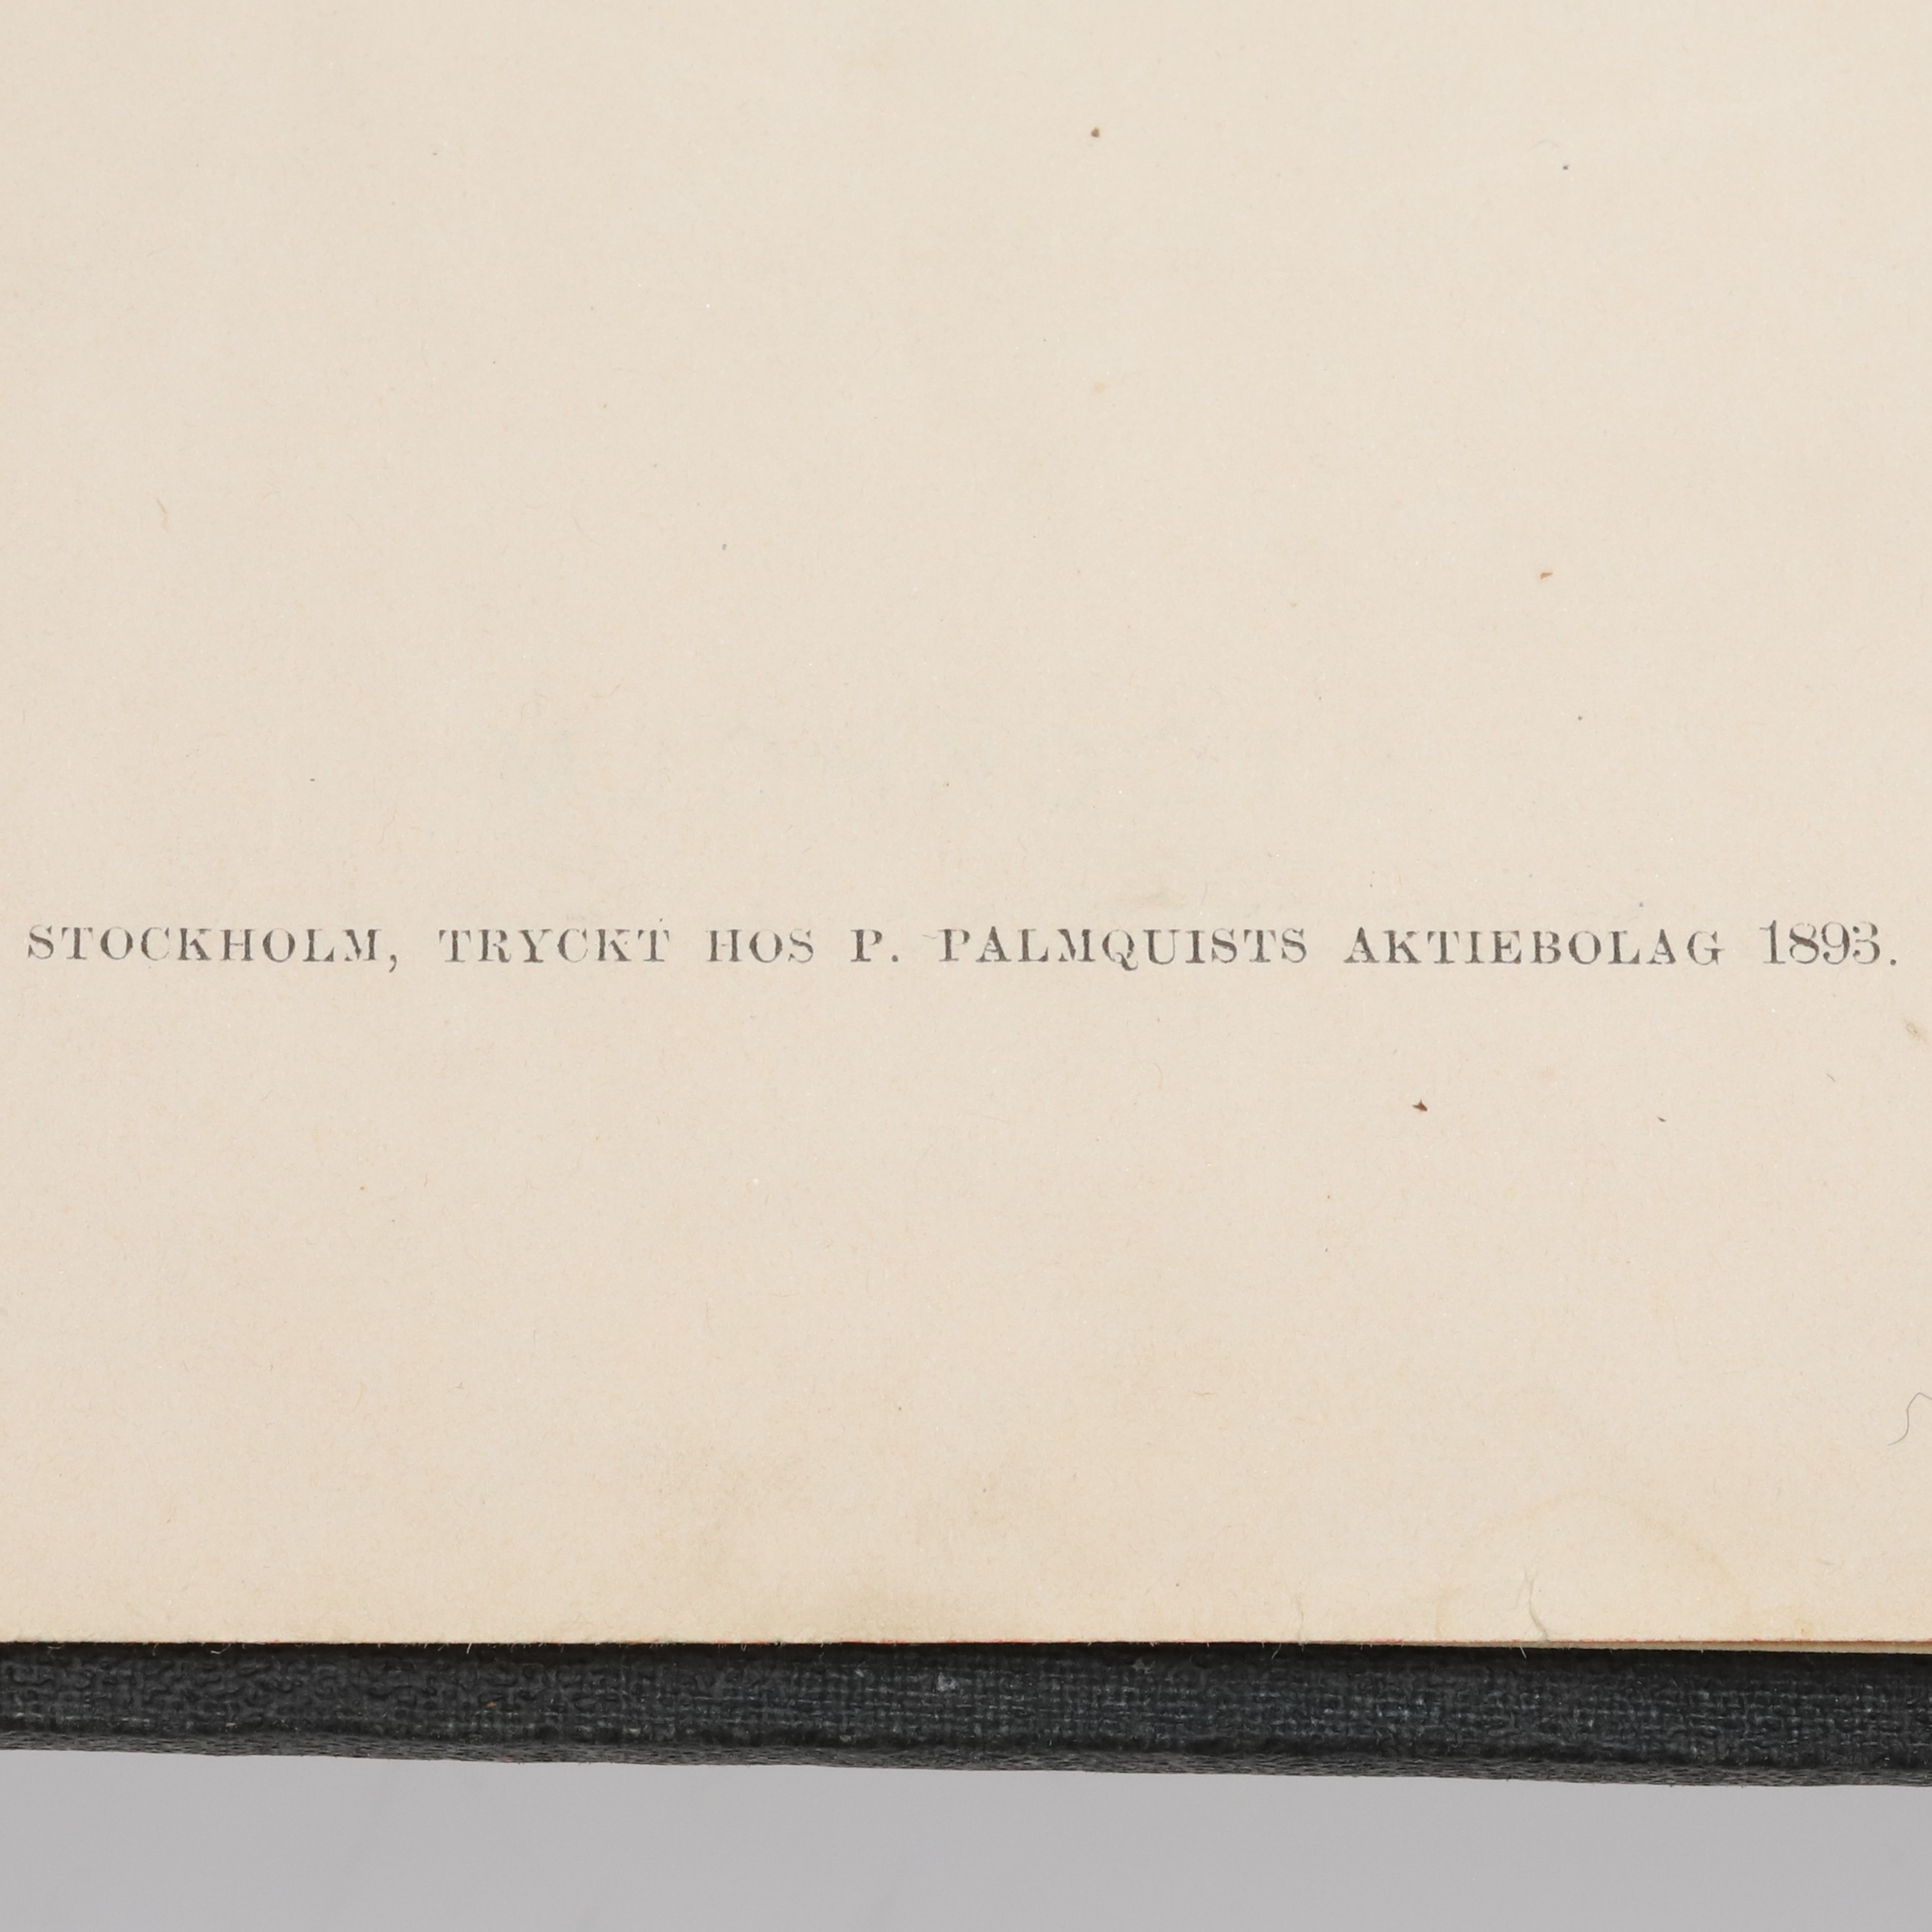 STOCKHOLM, TRYCKT HOS P. PALMQUISTS AKTIEBOLAG 1893.